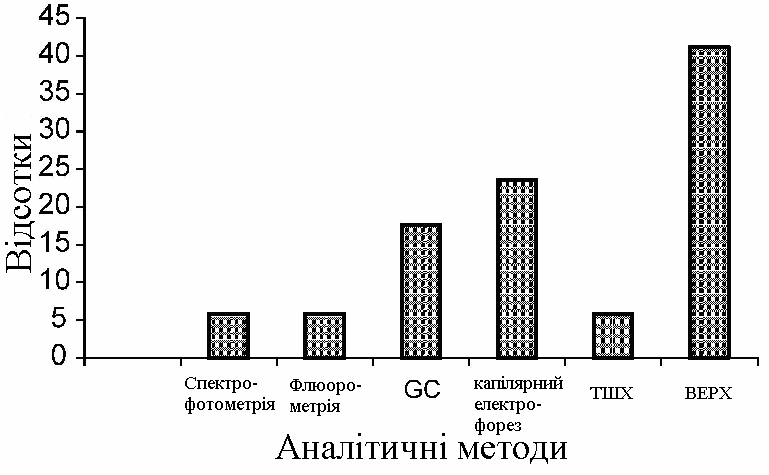 45
40
35
30
25
20
15
10
5
0
Відсотки
Спектро-
фотометрія
Флюоро-
метрія
GC
капілярний
електро-
форез
ТШХ
ВЕРХ
Аналітичні методи